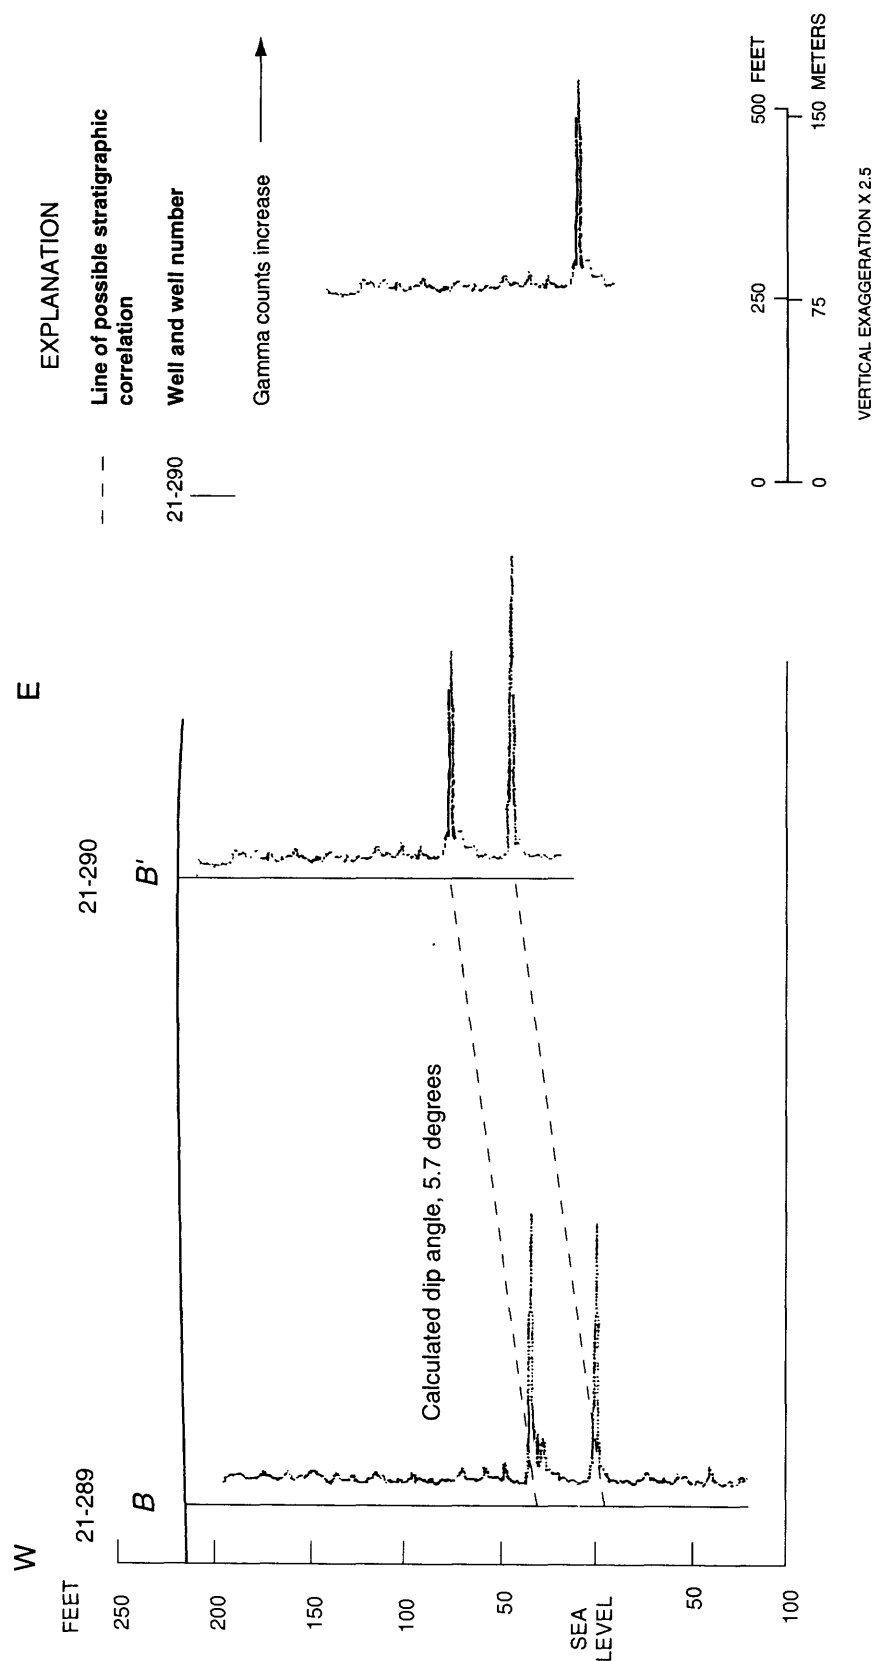 W
E
21-289
21-290
B
B'
FEET
250
200
150
100
50
SEA
LEVEL
50
100
Calculated dip angle, 5.7 degrees
EXPLANATION
Line of possible stratigraphic
correlation
21-290
Well and well number
Gamma counts increase
0
250
500 FEET
0
75
150 METERS
VERTICAL EXAGGERATION X 2.5